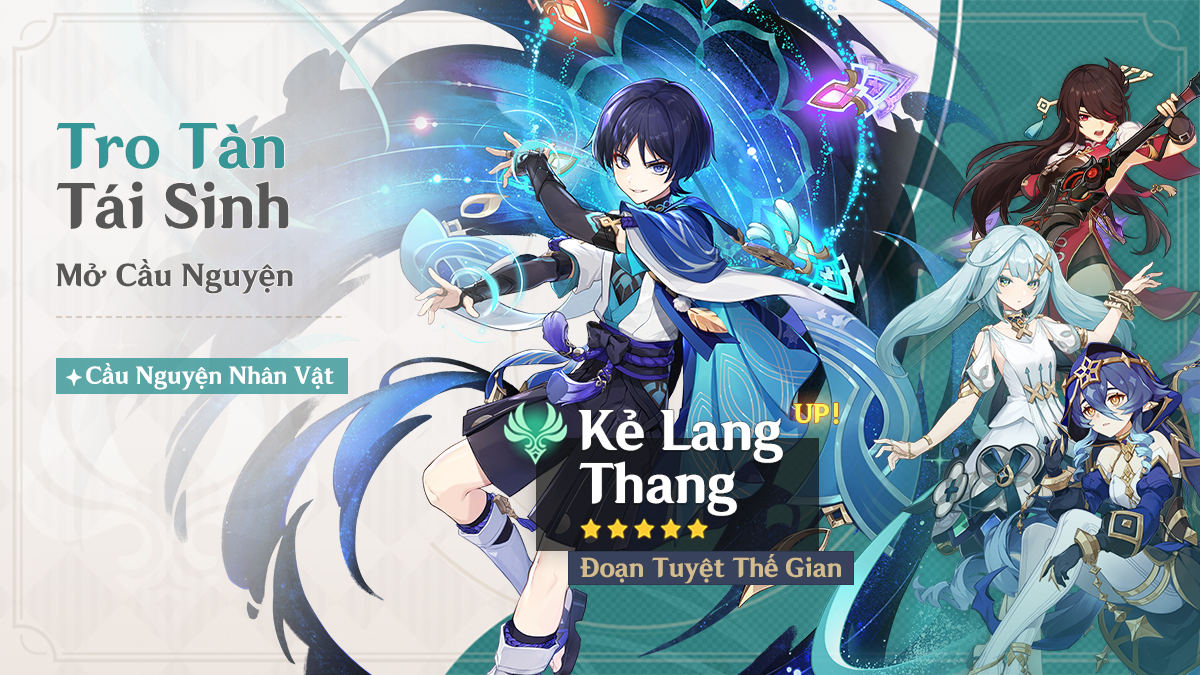 Tro Tàn
Tái Sinh
Mở Cầu Nguyện
Cầu Nguyện Nhân Vật
Kẻ Lang
Thang
UP!
Đoạn Tuyệt Thế Gian